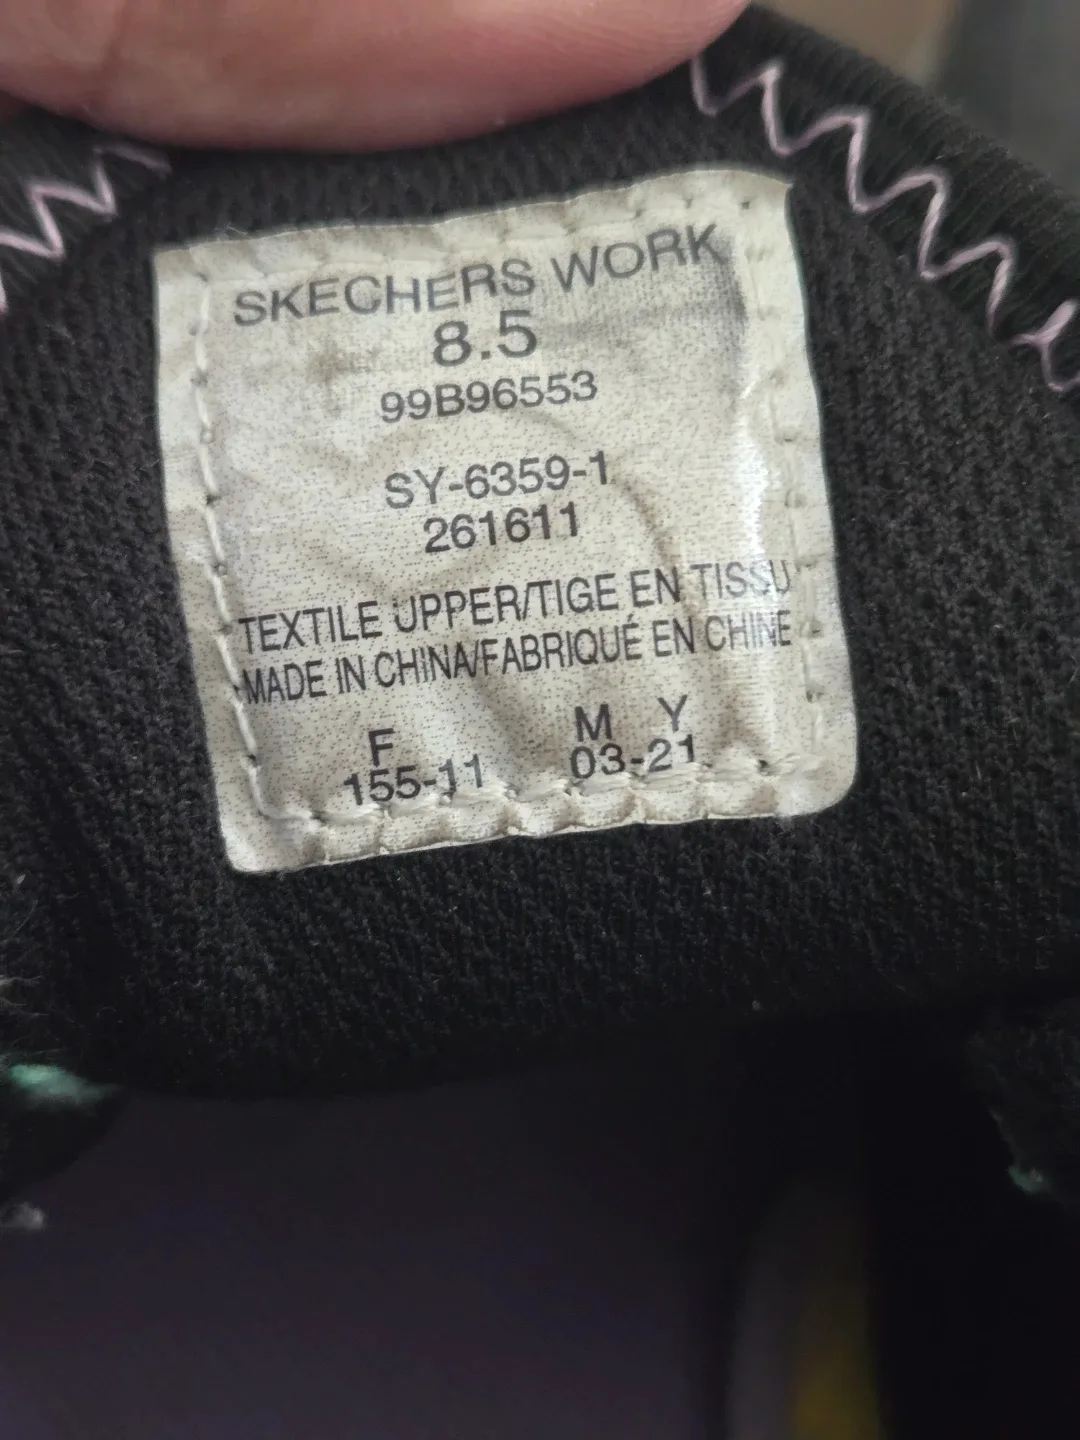 SKECHERS WORK
8.5
99B96553
SY-6359-1
261611
TEXTILE UPPER/TIGE EN TISSU
MADE IN CHINA/FABRIQUÉ EN CHINE
F M Y
155-11 03-21